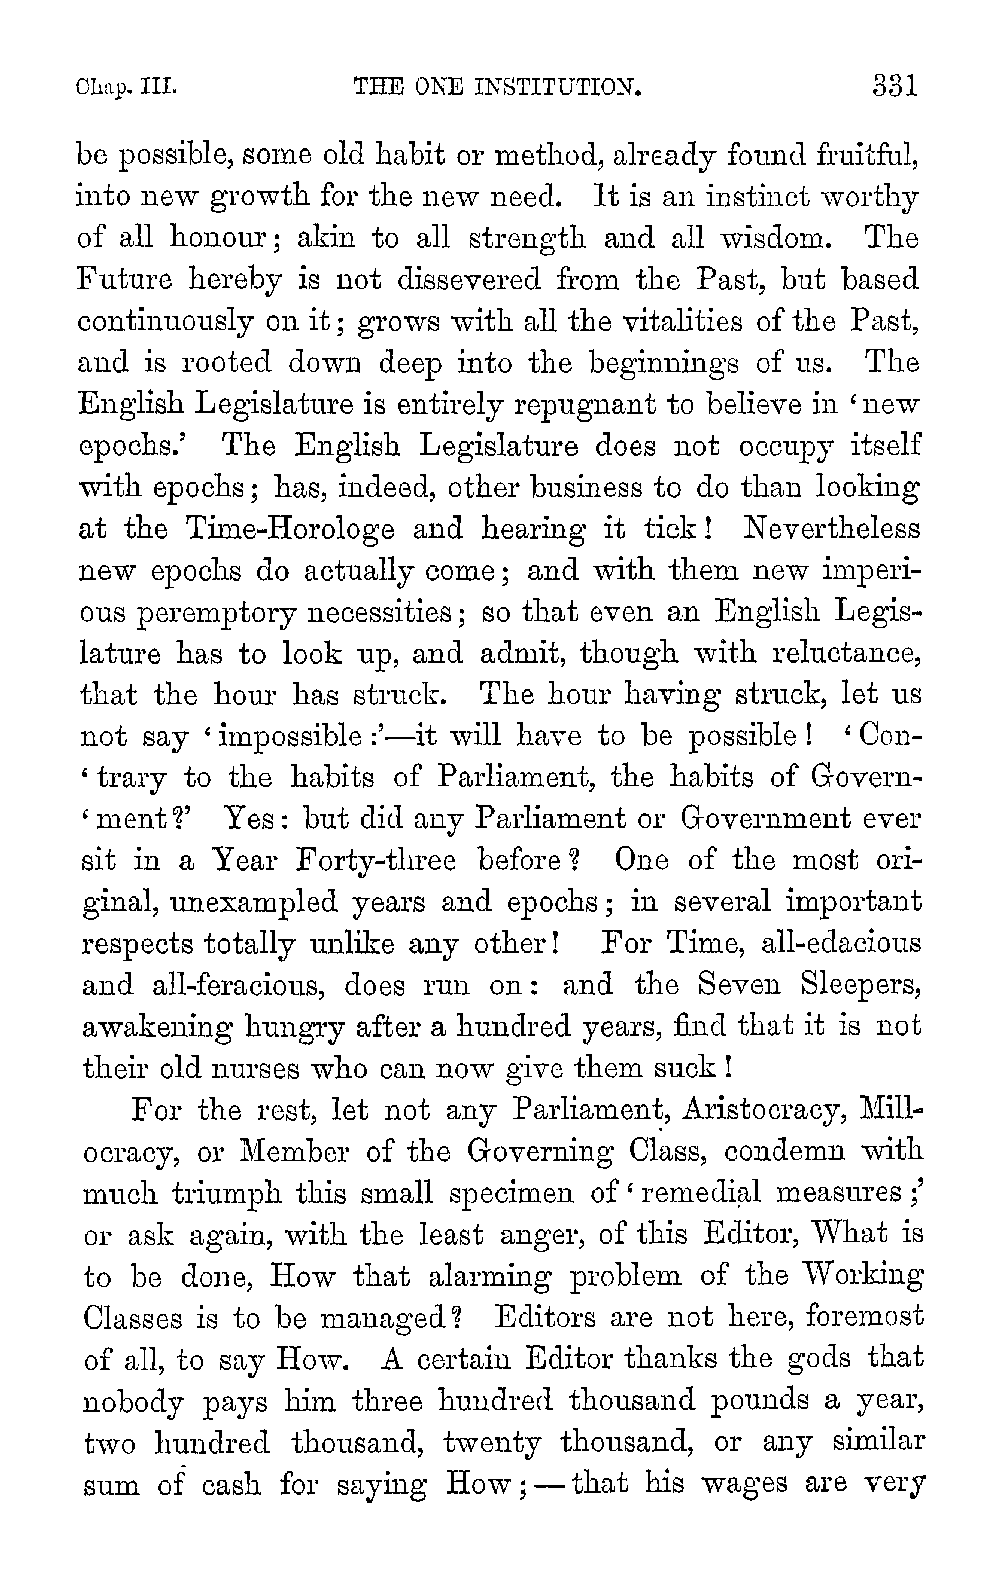 Chap. III. THE ONE INSTITUTION. 331
be possible, some old habit or method, already found fruitful,
into new growth for the new need. It is an instinct worthy
of all honour; akin to all strength and all wisdom. The
Future hereby is not dissevered from the Past, but based
continuously on it; grows with all the vitalities of the Past,
and is rooted down deep into the beginnings of us. The
English Legislature is entirely repugnant to believe in ‘new
epochs.’ The English Legislature does not occupy itself
with epochs; has, indeed, other business to do than looking
at the Time-Horologe and hearing it tick! Nevertheless
new epochs do actually come; and with them new imperi-
ous peremptory necessities; so that even an English Legis-
lature has to look up, and admit, though with reluctance,
that the hour has struck. The hour having struck, let us
not say ‘impossible:’—it will have to be possible! ‘Con-
‘trary to the habits of Parliament, the habits of Govern-
‘ment?’ Yes: but did any Parliament or Government ever
sit in a Year Forty-three before? One of the most ori-
ginal, unexampled years and epochs; in several important
respects totally unlike any other! For Time, all-edacious
and all-feracious, does run on: and the Seven Sleepers,
awakening hungry after a hundred years, find that it is not
their old nurses who can now give them suck!
For the rest, let not any Parliament, Aristocracy, Mill-
ocracy, or Member of the Governing Class, condemn with
much triumph this small specimen of ‘remedial measures;’
or ask again, with the least anger, of this Editor, What is
to be done, How that alarming problem of the Working
Classes is to be managed? Editors are not here, foremost
of all, to say How. A certain Editor thanks the gods that
nobody pays him three hundred thousand pounds a year,
two hundred thousand, twenty thousand, or any similar
sum of cash for saying How;—that his wages are very